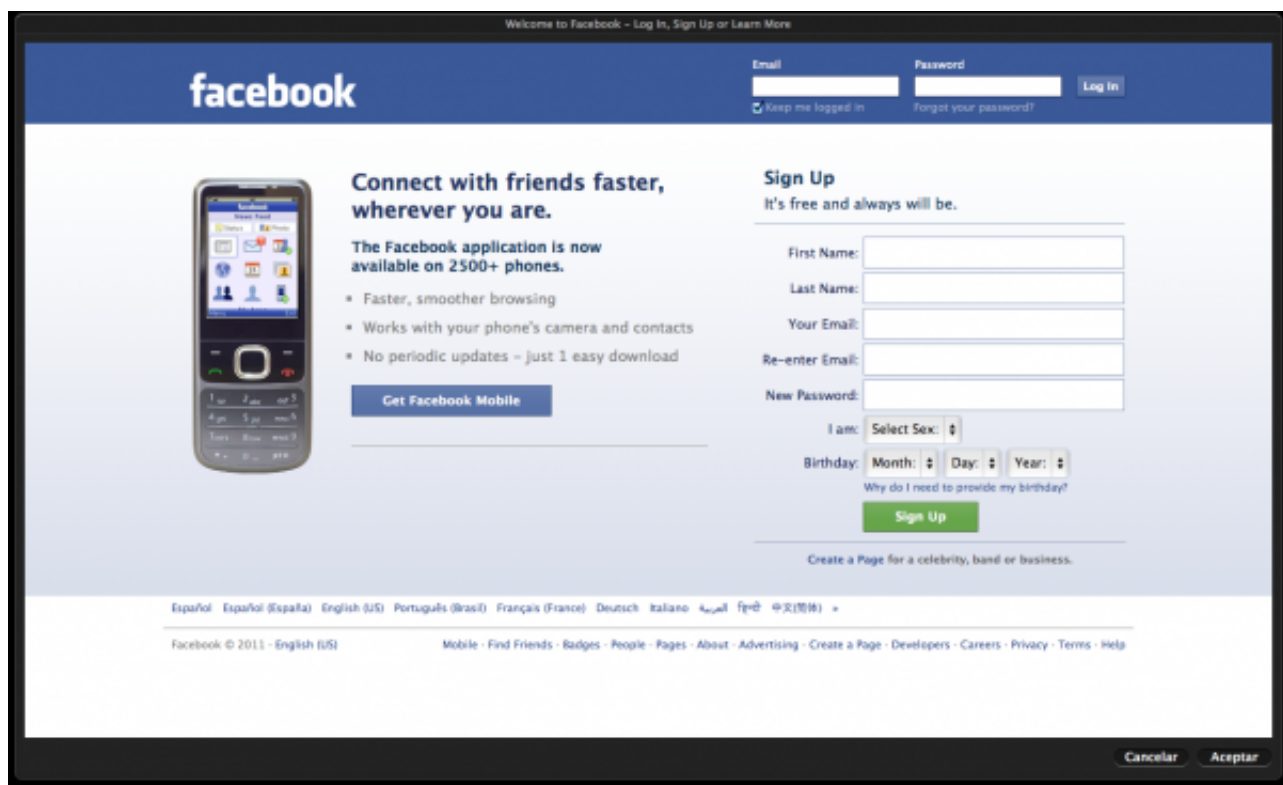 Welcome to Facebook – Log In, Sign Up or Learn More
facebook
Email Password
Log In
Keep me logged in Forgot your password?
Connect with friends faster,
wherever you are.
The Facebook application is now
available on 2500+ phones.
Faster, smoother browsing
Works with your phone's camera and contacts
No periodic updates – just 1 easy download
Get Facebook Mobile
facebook
News Feed
Status Photo
Sign Up
It's free and always will be.
First Name:
Last Name:
Your Email:
Re-enter Email:
New Password:
I am: Select Sex:
Birthday: Month: Day: Year:
Why do I need to provide my birthday?
Sign Up
Create a Page for a celebrity, band or business.
Español Español (España) English (US) Português (Brasil) Français (France) Deutsch Italiano العربية हिन्दी 中文(简体) »
Facebook © 2011 · English (US) Mobile · Find Friends · Badges · People · Pages · About · Advertising · Create a Page · Developers · Careers · Privacy · Terms · Help
Cancelar Aceptar